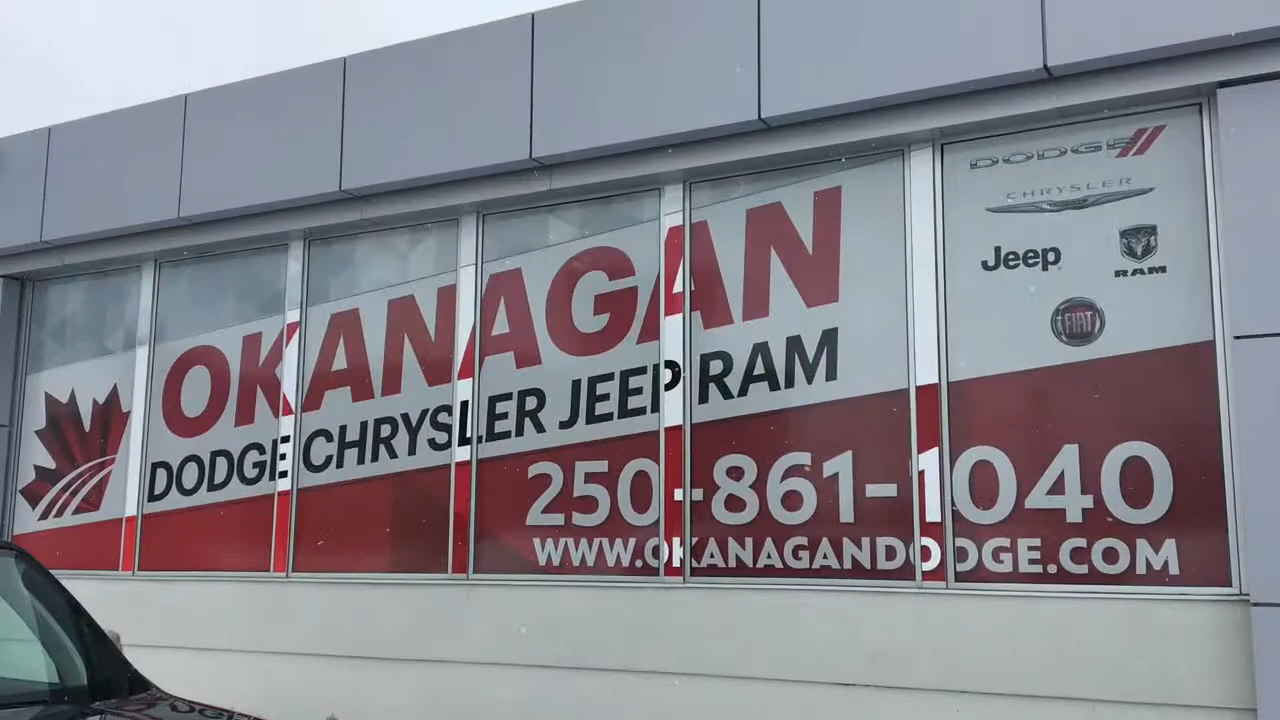 OKANAGAN
DODGE CHRYSLER JEEP RAM
250-861-1040
WWW.OKANAGANDODGE.COM
DODGE
CHRYSLER
Jeep
RAM
FIAT